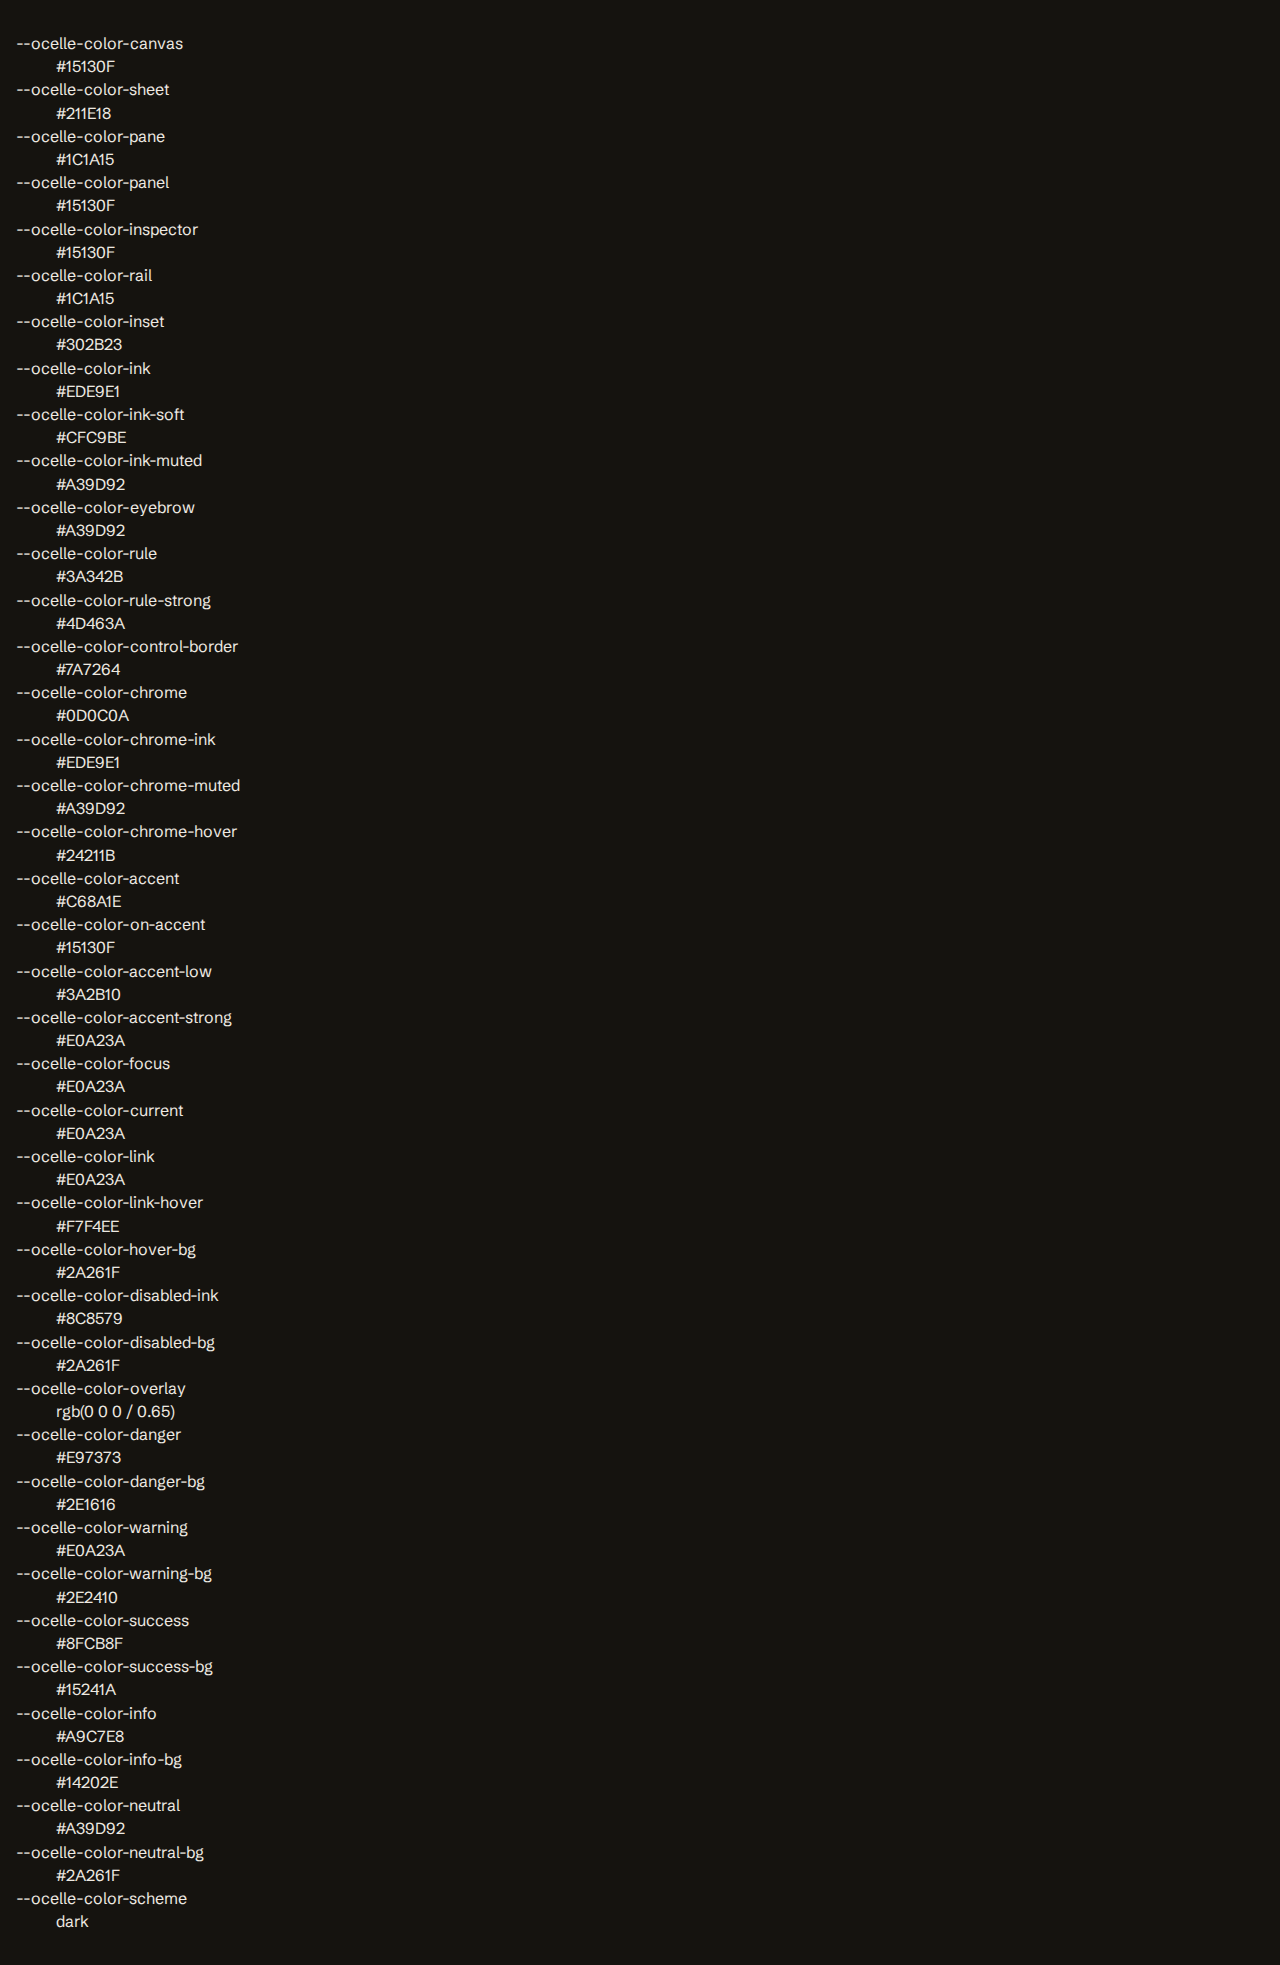 --ocelle-color-canvas
#15130F
--ocelle-color-sheet
#211E18
--ocelle-color-pane
#1C1A15
--ocelle-color-panel
#15130F
--ocelle-color-inspector
#15130F
--ocelle-color-rail
#1C1A15
--ocelle-color-inset
#302B23
--ocelle-color-ink
#EDE9E1
--ocelle-color-ink-soft
#CFC9BE
--ocelle-color-ink-muted
#A39D92
--ocelle-color-eyebrow
#A39D92
--ocelle-color-rule
#3A342B
--ocelle-color-rule-strong
#4D463A
--ocelle-color-control-border
#7A7264
--ocelle-color-chrome
#0D0C0A
--ocelle-color-chrome-ink
#EDE9E1
--ocelle-color-chrome-muted
#A39D92
--ocelle-color-chrome-hover
#24211B
--ocelle-color-accent
#C68A1E
--ocelle-color-on-accent
#15130F
--ocelle-color-accent-low
#3A2B10
--ocelle-color-accent-strong
#E0A23A
--ocelle-color-focus
#E0A23A
--ocelle-color-current
#E0A23A
--ocelle-color-link
#E0A23A
--ocelle-color-link-hover
#F7F4EE
--ocelle-color-hover-bg
#2A261F
--ocelle-color-disabled-ink
#8C8579
--ocelle-color-disabled-bg
#2A261F
--ocelle-color-overlay
rgb(0 0 0 / 0.65)
--ocelle-color-danger
#E97373
--ocelle-color-danger-bg
#2E1616
--ocelle-color-warning
#E0A23A
--ocelle-color-warning-bg
#2E2410
--ocelle-color-success
#8FCB8F
--ocelle-color-success-bg
#15241A
--ocelle-color-info
#A9C7E8
--ocelle-color-info-bg
#14202E
--ocelle-color-neutral
#A39D92
--ocelle-color-neutral-bg
#2A261F
--ocelle-color-scheme
dark